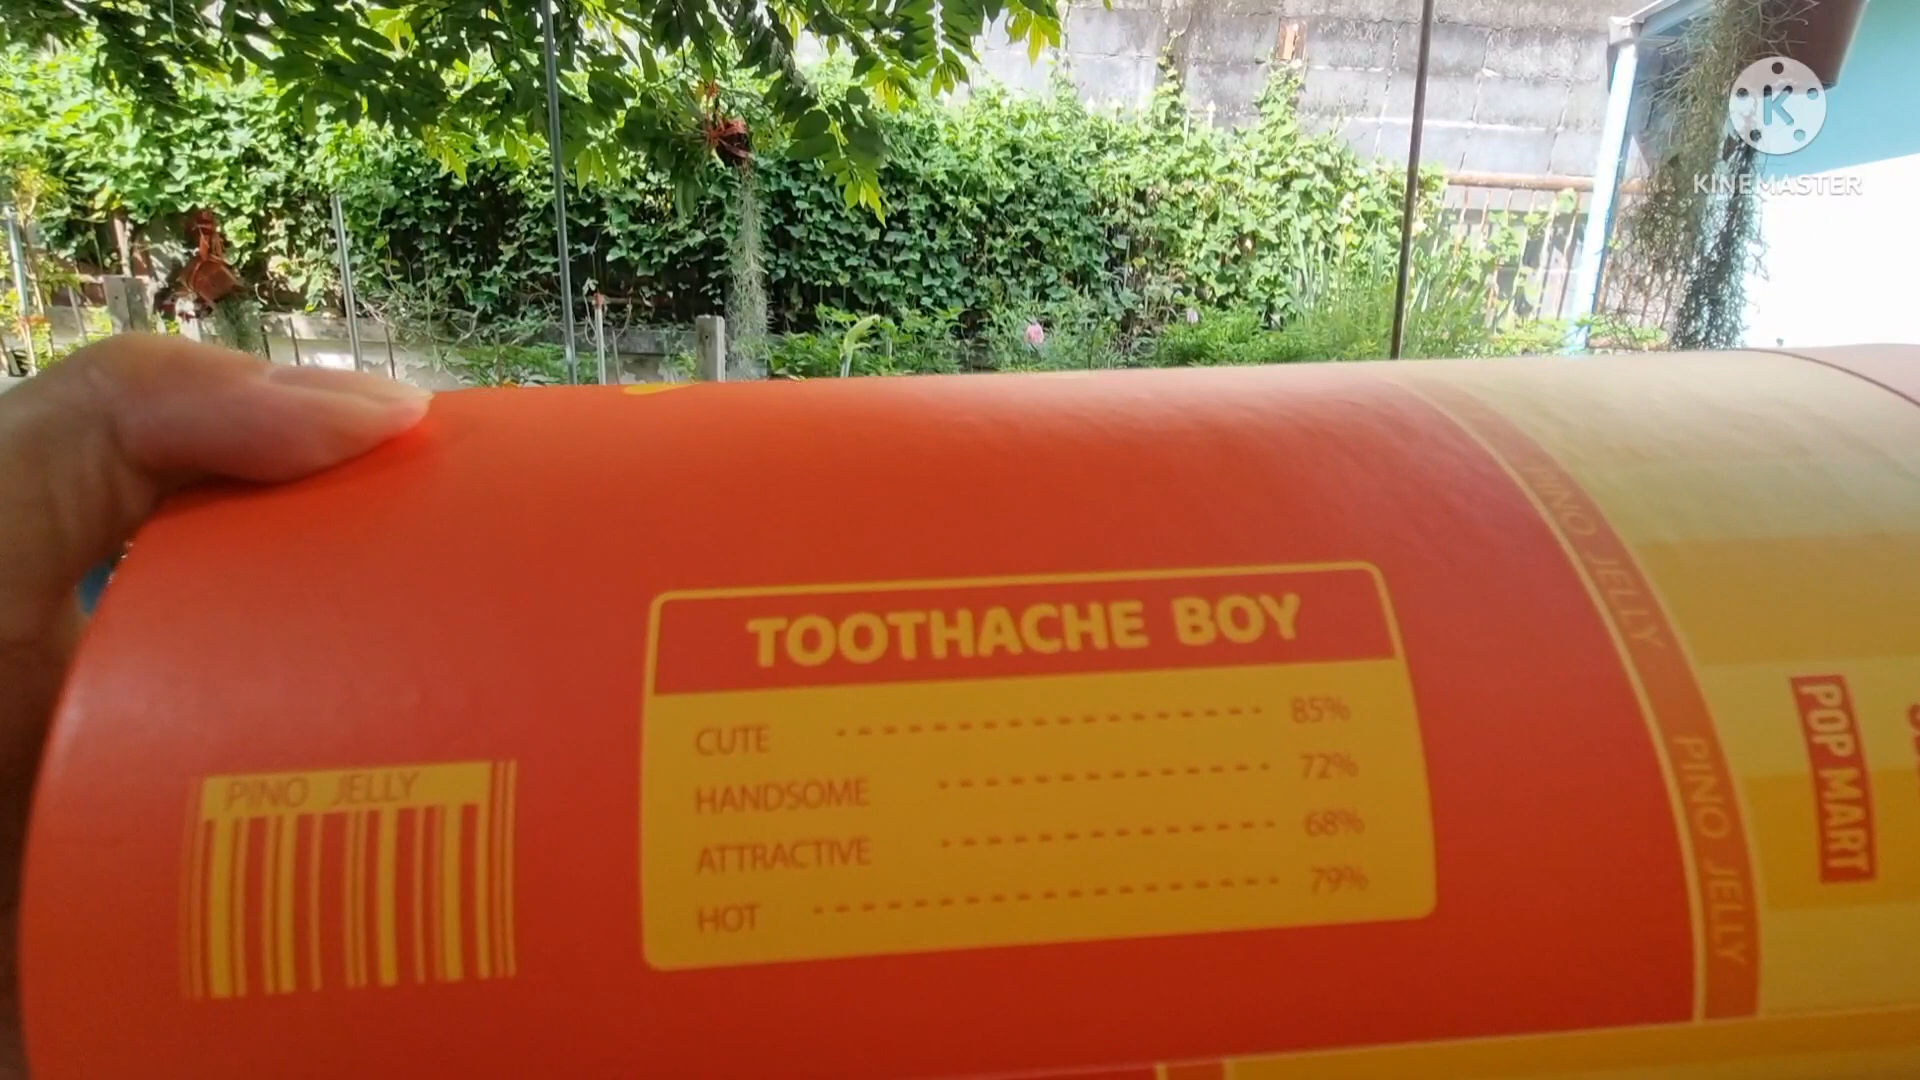 KINEMASTER
TOOTHACHE BOY
CUTE 85%
HANDSOME 72%
ATTRACTIVE 68%
HOT 79%
PINO JELLY
PINO JELLY
PINO JELLY
POP MART